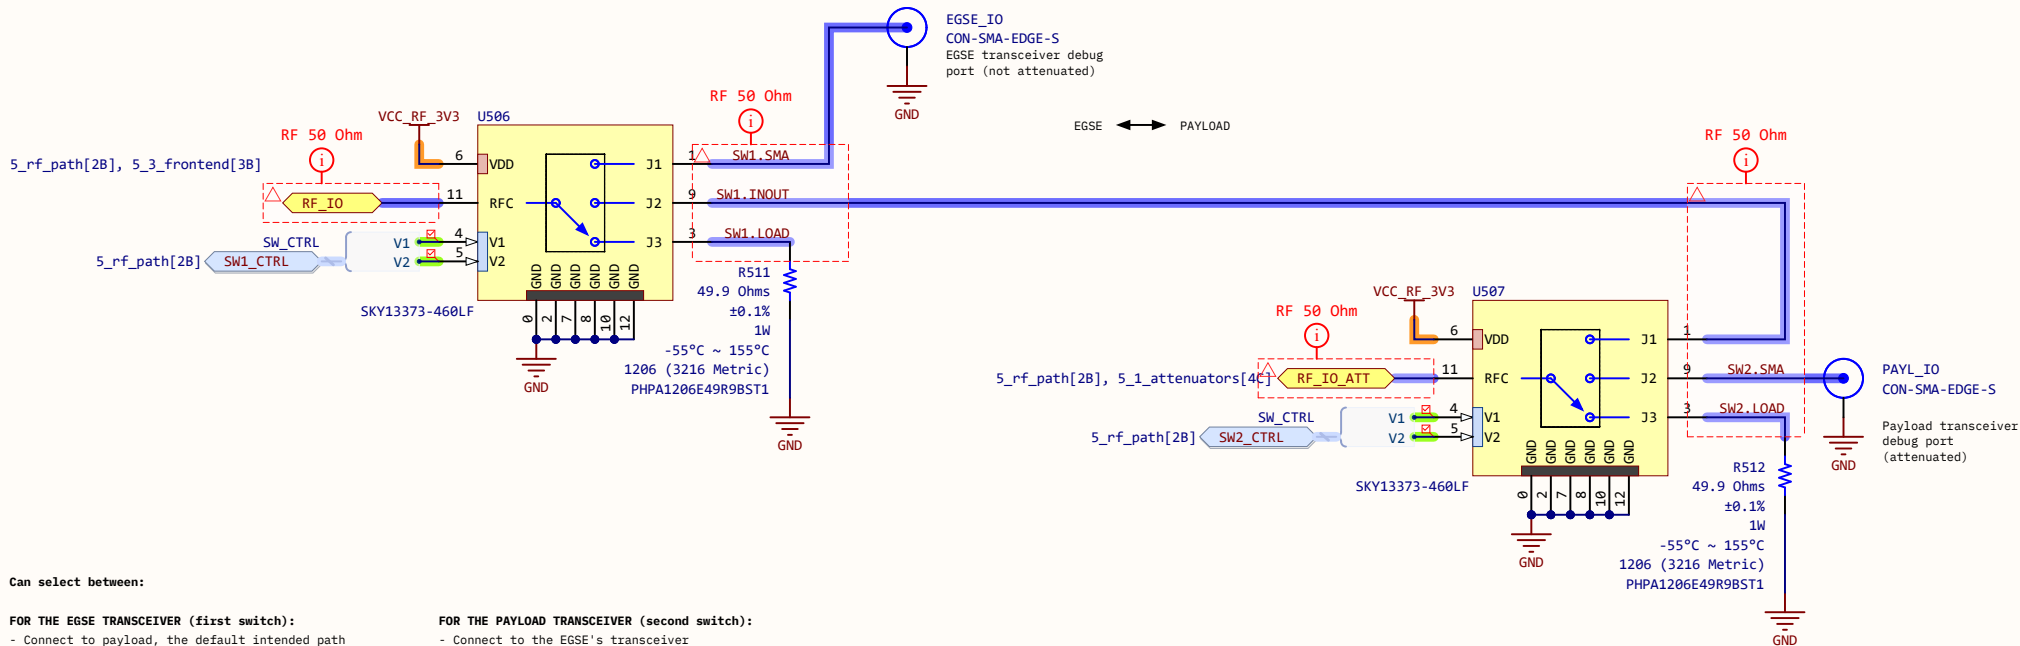 EGSE_IO
CON-SMA-EDGE-S
EGSE transceiver debug
port (not attenuated)
GND
EGSE
PAYLOAD
RF 50 Ohm
i
RF 50 Ohm
i
RF 50 Ohm
i
VCC_RF_3V3
U506
5_rf_path[2B], 5_3_frontend[3B]
6
VDD
J1
1
SW1.SMA
RF_IO
11
RFC
J2
9
SW1.INOUT
SW_CTRL
V1
4
V1
J3
3
SW1.LOAD
5_rf_path[2B]
SW1_CTRL
V2
5
V2
GND
GND
GND
GND
GND
GND
0
2
7
8
10
12
SKY13373-460LF
GND
R511
49.9 Ohms
±0.1%
1W
-55°C ~ 155°C
1206 (3216 Metric)
PHPA1206E49R9BST1
GND
RF 50 Ohm
i
VCC_RF_3V3
U507
6
VDD
J1
1
5_rf_path[2B], 5_1_attenuators[4C]
RF_IO_ATT
11
RFC
J2
9
SW2.SMA
SW_CTRL
V1
4
V1
J3
3
SW2.LOAD
5_rf_path[2B]
SW2_CTRL
V2
5
V2
GND
GND
GND
GND
GND
GND
0
2
7
8
10
12
SKY13373-460LF
GND
PAYL_IO
CON-SMA-EDGE-S
Payload transceiver
debug port
(attenuated)
GND
R512
49.9 Ohms
±0.1%
1W
-55°C ~ 155°C
1206 (3216 Metric)
PHPA1206E49R9BST1
GND
Can select between:
FOR THE EGSE TRANSCEIVER (first switch):
- Connect to payload, the default intended path
FOR THE PAYLOAD TRANSCEIVER (second switch):
- Connect to the EGSE's transceiver